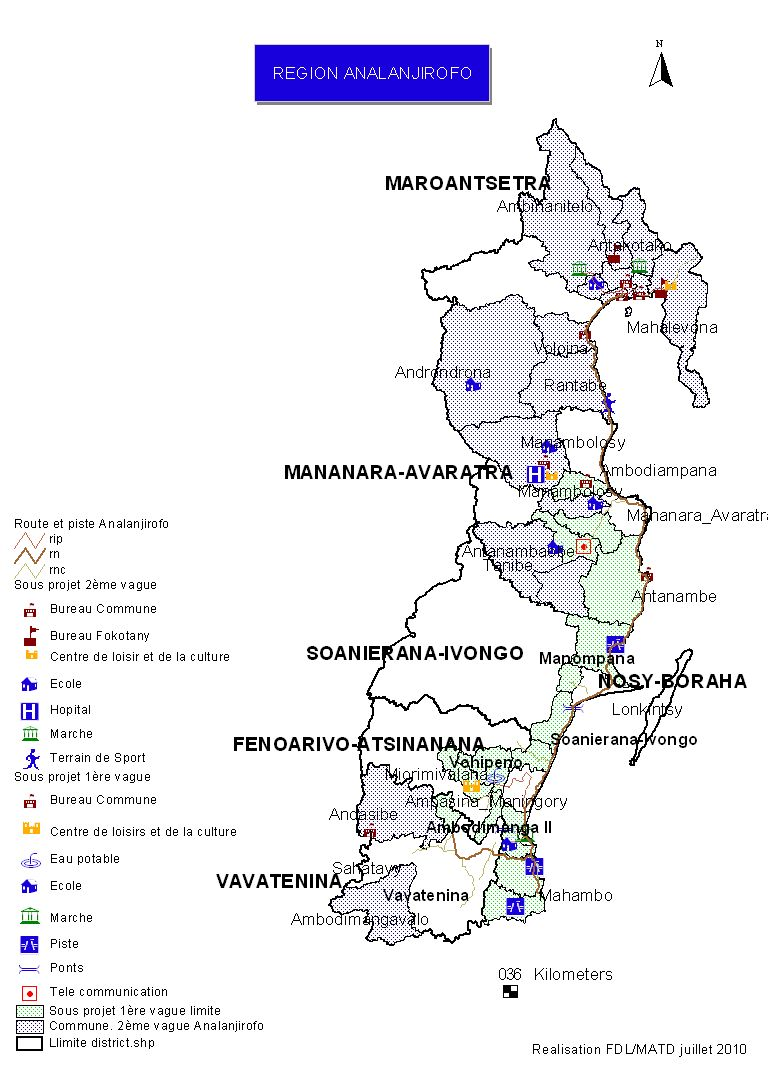 REGION ANALANJIROFO
N
MAROANTSETRA
Ambinanitelo
Antakotako
Mahalevona
Voloina
Androndrona
Rantabe
Manambolosy
MANANARA-AVARATRA
Ambodiampana
Manambolosy
Mananara_Avaratra
Antanambaobe
Tanibe
Antanambe
SOANIERANA-IVONGO
Manompana
NOSY-BORAHA
Lonkintsy
Soanierana-Ivongo
FENOARIVO-ATSINANANA
Vohipeno
Miorimivalana
Ampasina_Maningory
Andasibe
Ambodimanga II
Sahatavy
VAVATENINA
Vavatenina
Mahambo
Ambodimangavalo
036 Kilometers
Route et piste Analanjirofo
rip
rn
rnc
Sous projet 2ème vague
Bureau Commune
Bureau Fokotany
Centre de loisir et de la culture
Ecole
Hopital
Marche
Terrain de Sport
Sous projet 1ère vague
Bureau Commune
Centre de loisirs et de la culture
Eau potable
Ecole
Marche
Piste
Ponts
Tele communication
Sous projet 1ère vague limite
Commune. 2ème vague Analanjirofo
Llimite district.shp
Realisation FDL/MATD juillet 2010